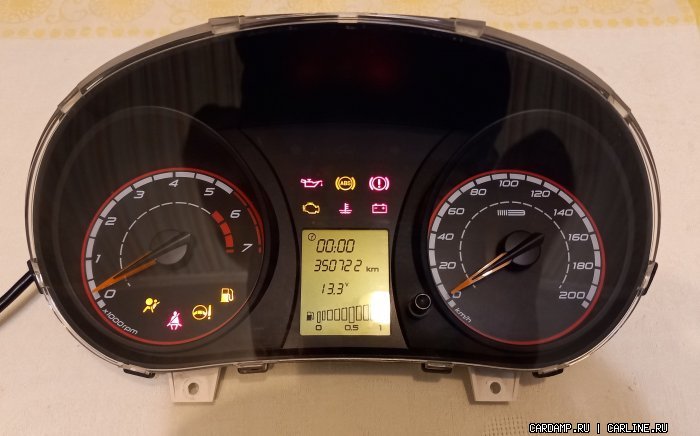 0 1 2 3 4 5 6 7
x1000rpm
ABS
00:00
350722 km
13.3 v
0 0,5 1
0 20 40 60 80 100 120 140 160 180 200
km/h
CARDAMP.RU | CARLINE.RU